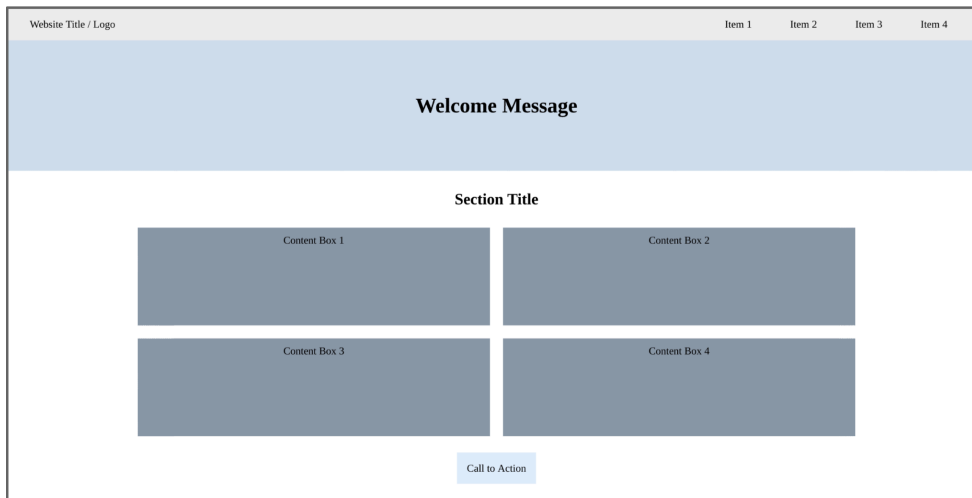 Website Title / Logo
Item 1 Item 2 Item 3 Item 4
Welcome Message
Section Title
Content Box 1
Content Box 2
Content Box 3
Content Box 4
Call to Action